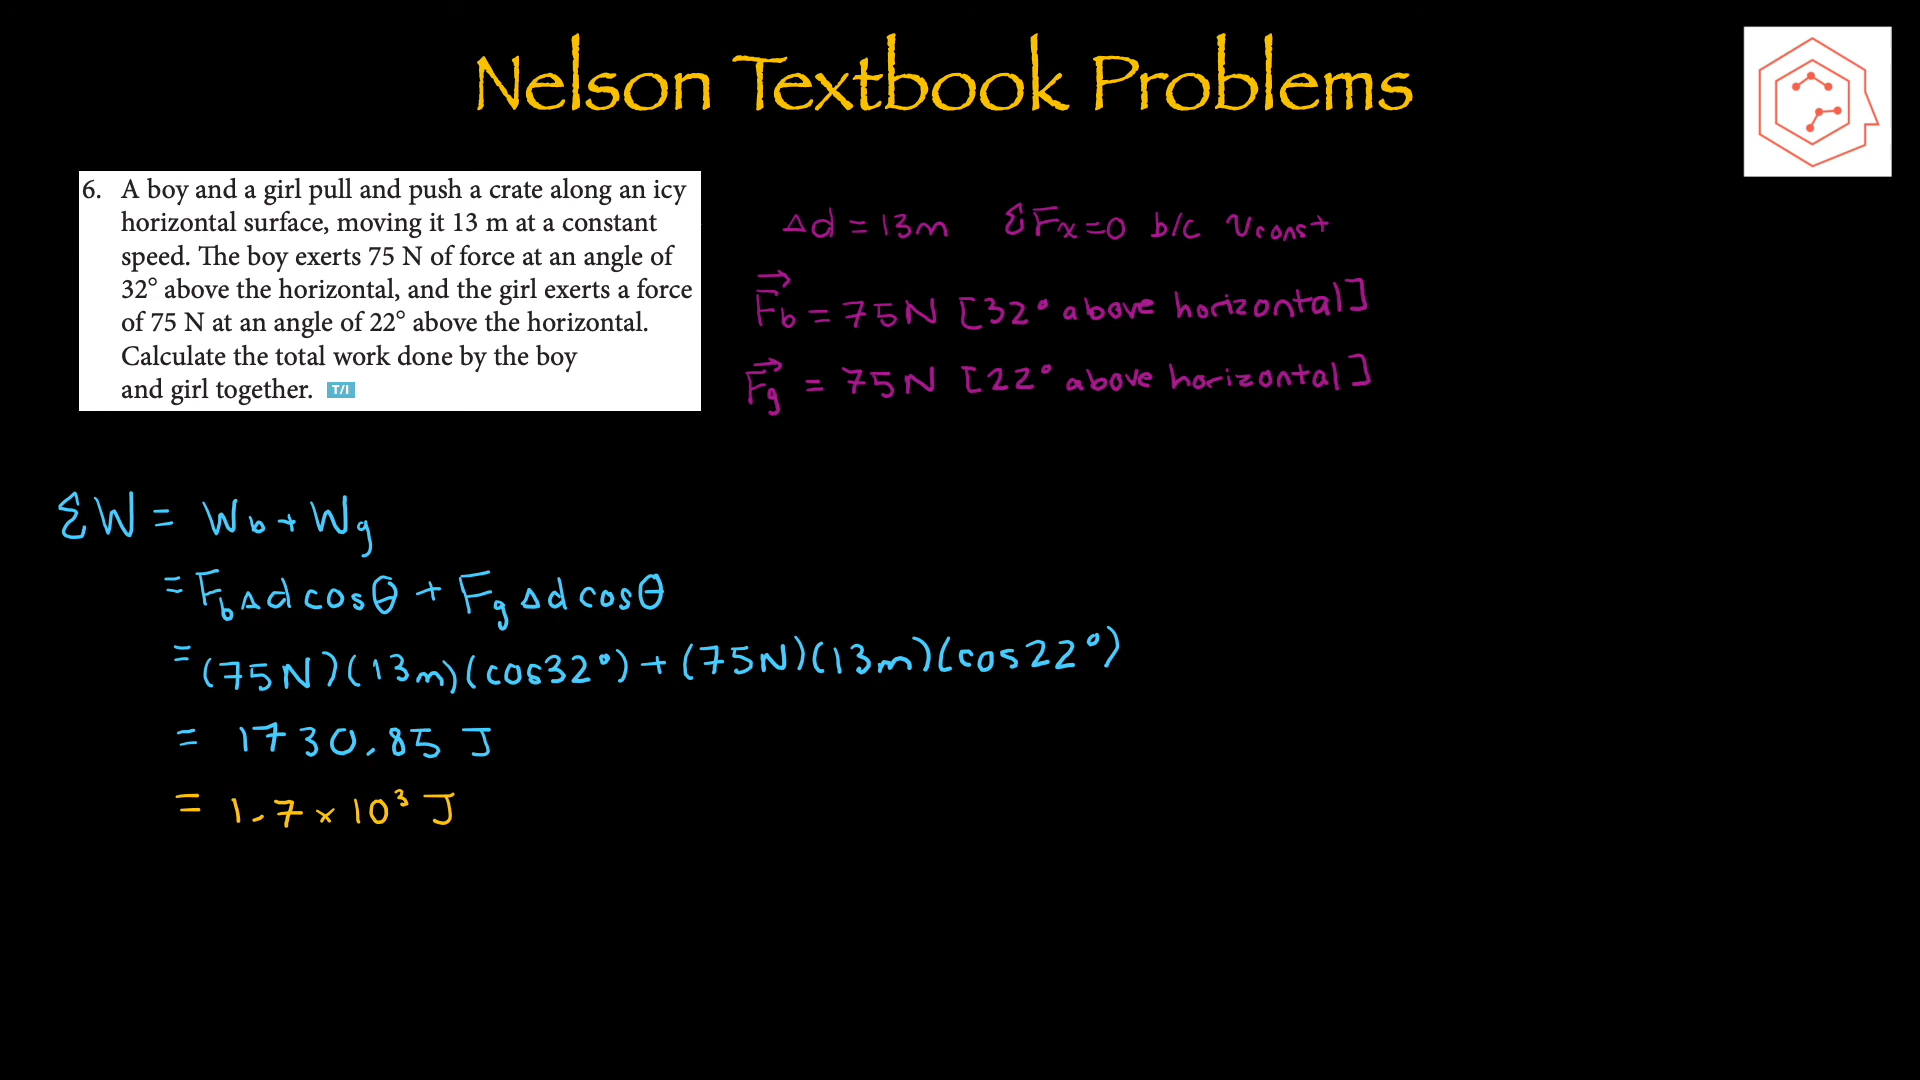 Nelson Textbook Problems
6. A boy and a girl pull and push a crate along an icy
horizontal surface, moving it 13 m at a constant
speed. The boy exerts 75 N of force at an angle of
32° above the horizontal, and the girl exerts a force
of 75 N at an angle of 22° above the horizontal.
Calculate the total work done by the boy
and girl together. T/I
Δd = 13m ΣFx=0 b/c vconst
F⃗b = 75N [32° above horizontal]
F⃗g = 75N [22° above horizontal]
ΣW = Wb + Wg
= FbΔd cosθ + FgΔd cosθ
= (75N)(13m)(cos32°) + (75N)(13m)(cos22°)
= 1730.85 J
= 1.7 × 10³ J